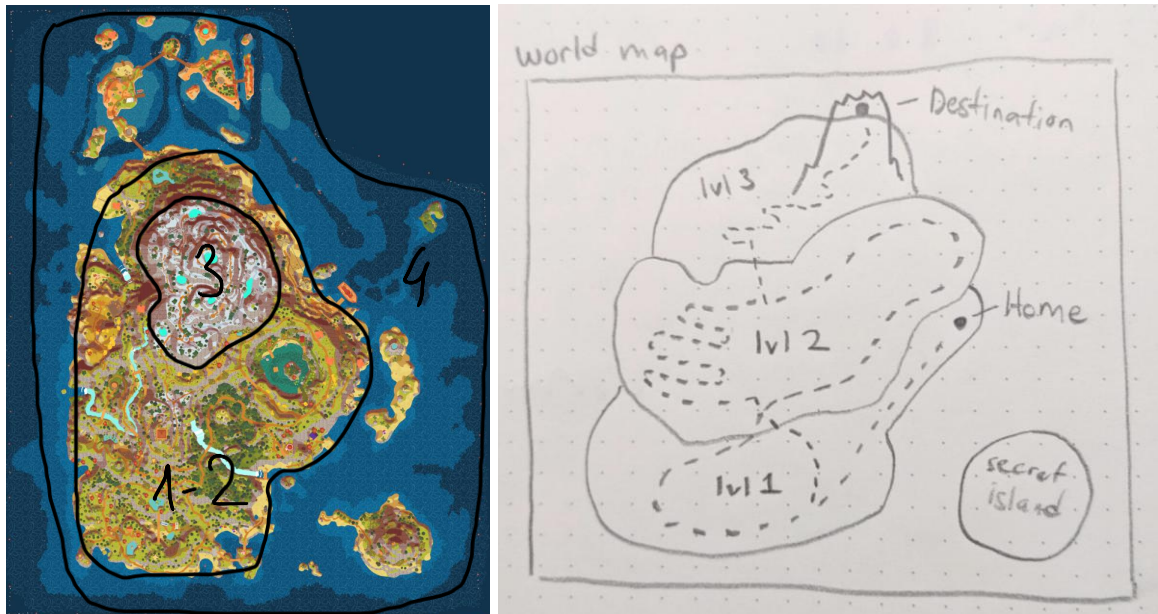 3
4
1-2
world map
Destination
lvl 3
lvl 2
Home
lvl 1
secret
island